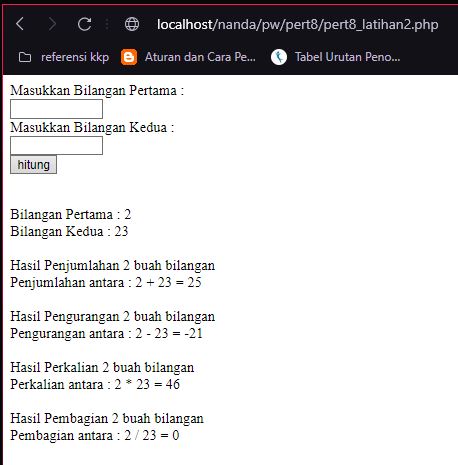 localhost/nanda/pw/pert8/pert8_latihan2.php
referensi kkp Aturan dan Cara Pe... Tabel Urutan Peno...
Masukkan Bilangan Pertama :
Masukkan Bilangan Kedua :
hitung
Bilangan Pertama : 2
Bilangan Kedua : 23
Hasil Penjumlahan 2 buah bilangan
Penjumlahan antara : 2 + 23 = 25
Hasil Pengurangan 2 buah bilangan
Pengurangan antara : 2 - 23 = -21
Hasil Perkalian 2 buah bilangan
Perkalian antara : 2 * 23 = 46
Hasil Pembagian 2 buah bilangan
Pembagian antara : 2 / 23 = 0